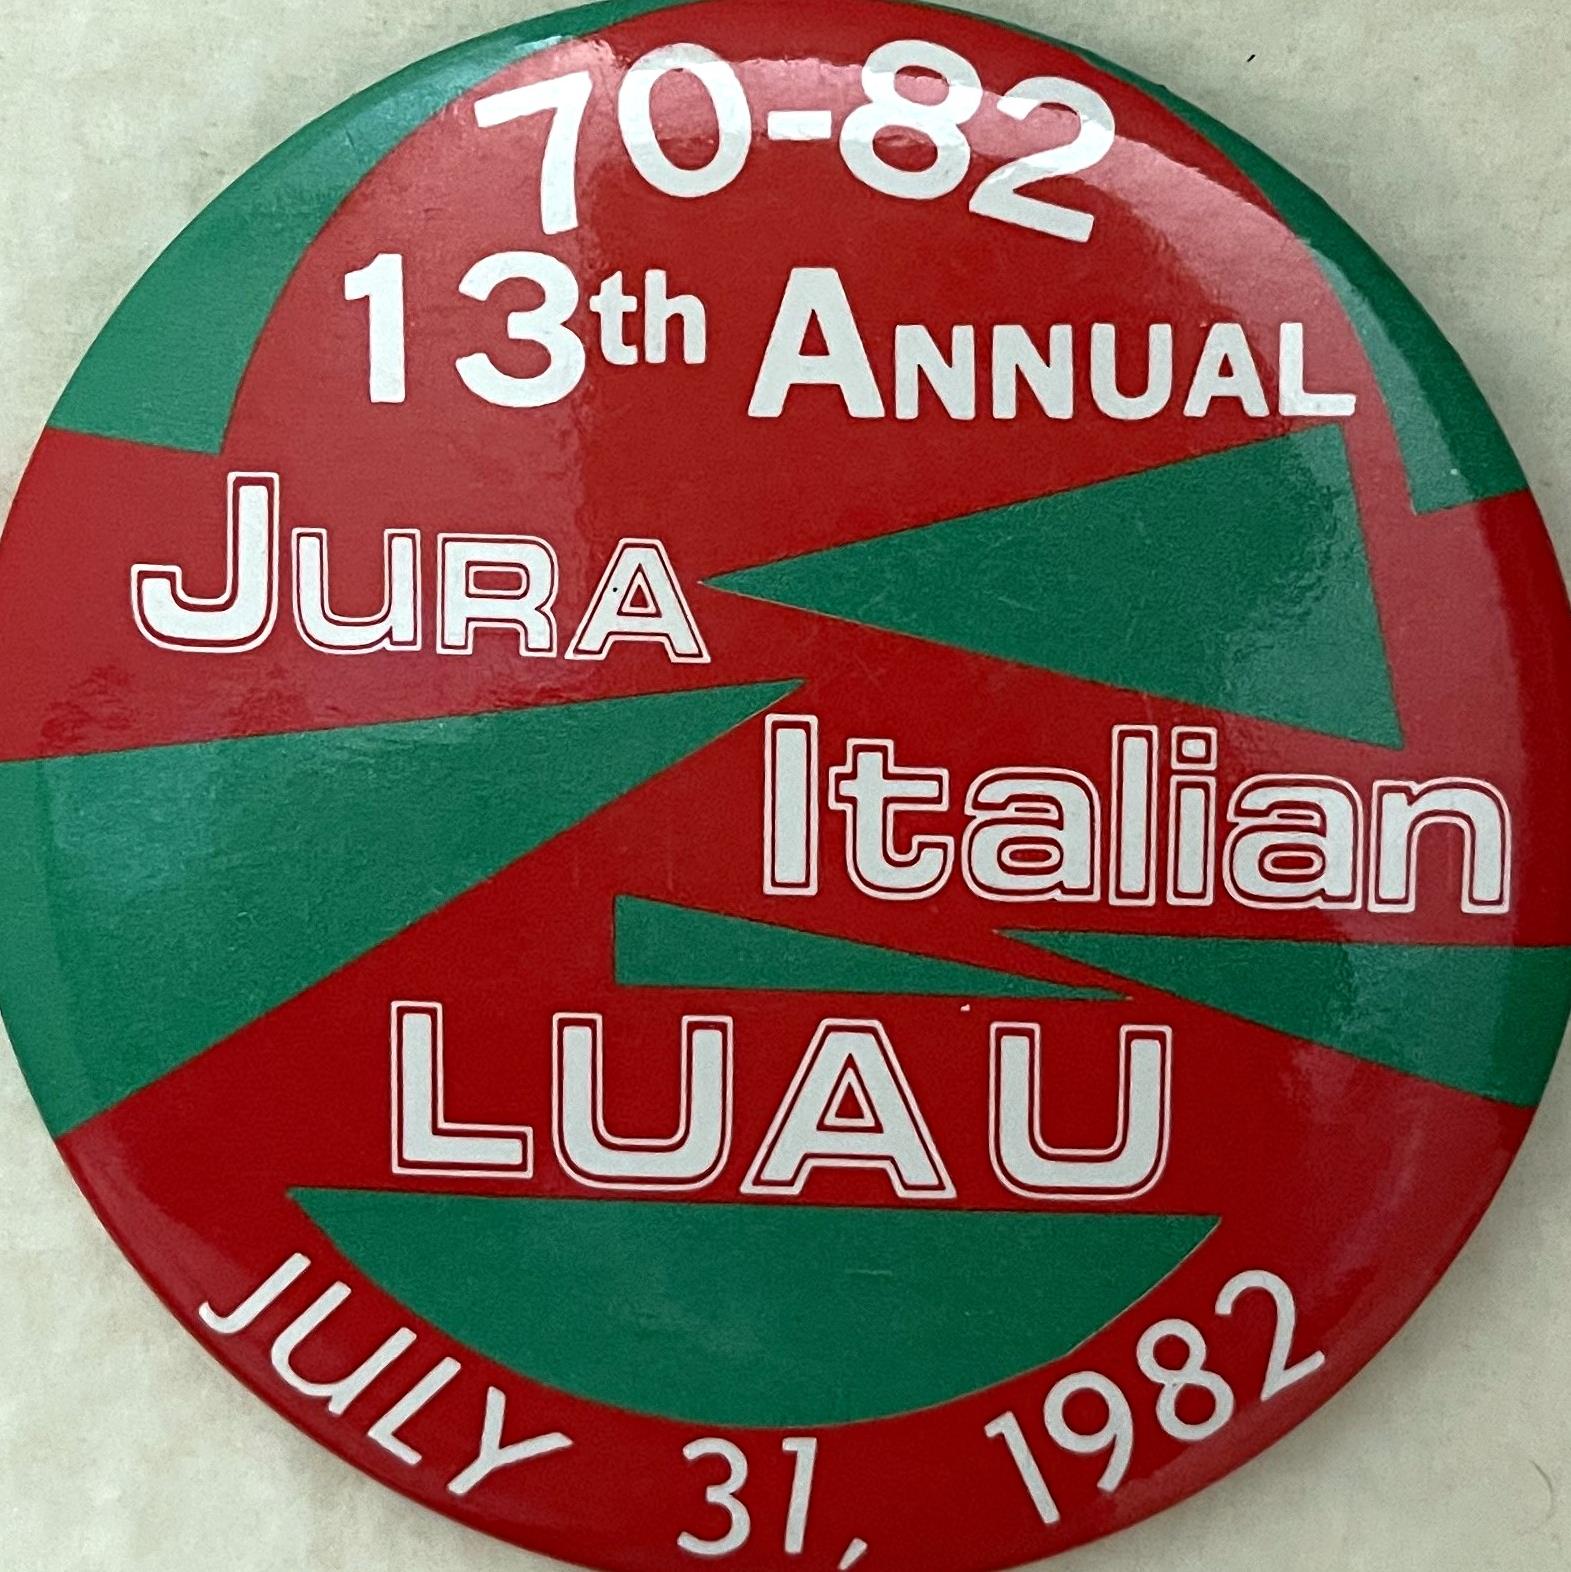 70-82
13th ANNUAL
JURA
Italian
LUAU
JULY 31, 1982